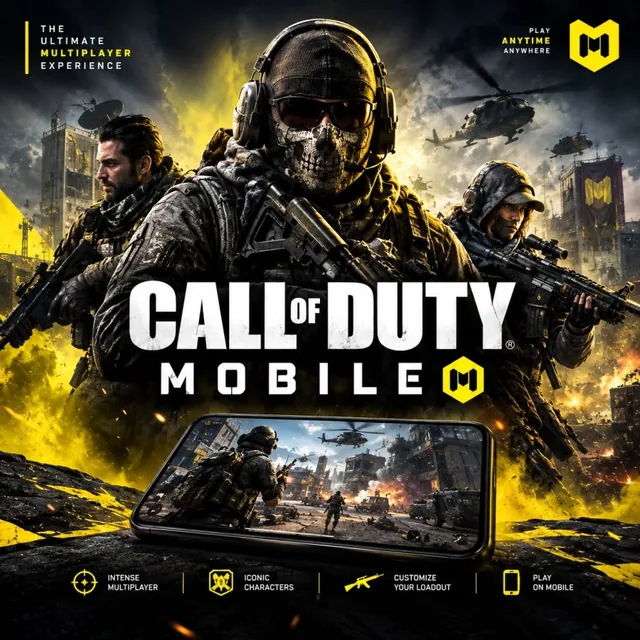 THE
ULTIMATE
MULTIPLAYER
EXPERIENCE
PLAY
ANYTIME
ANYWHERE
CALL OF DUTY®
MOBILE
INTENSE
MULTIPLAYER
ICONIC
CHARACTERS
CUSTOMIZE
YOUR LOADOUT
PLAY
ON MOBILE